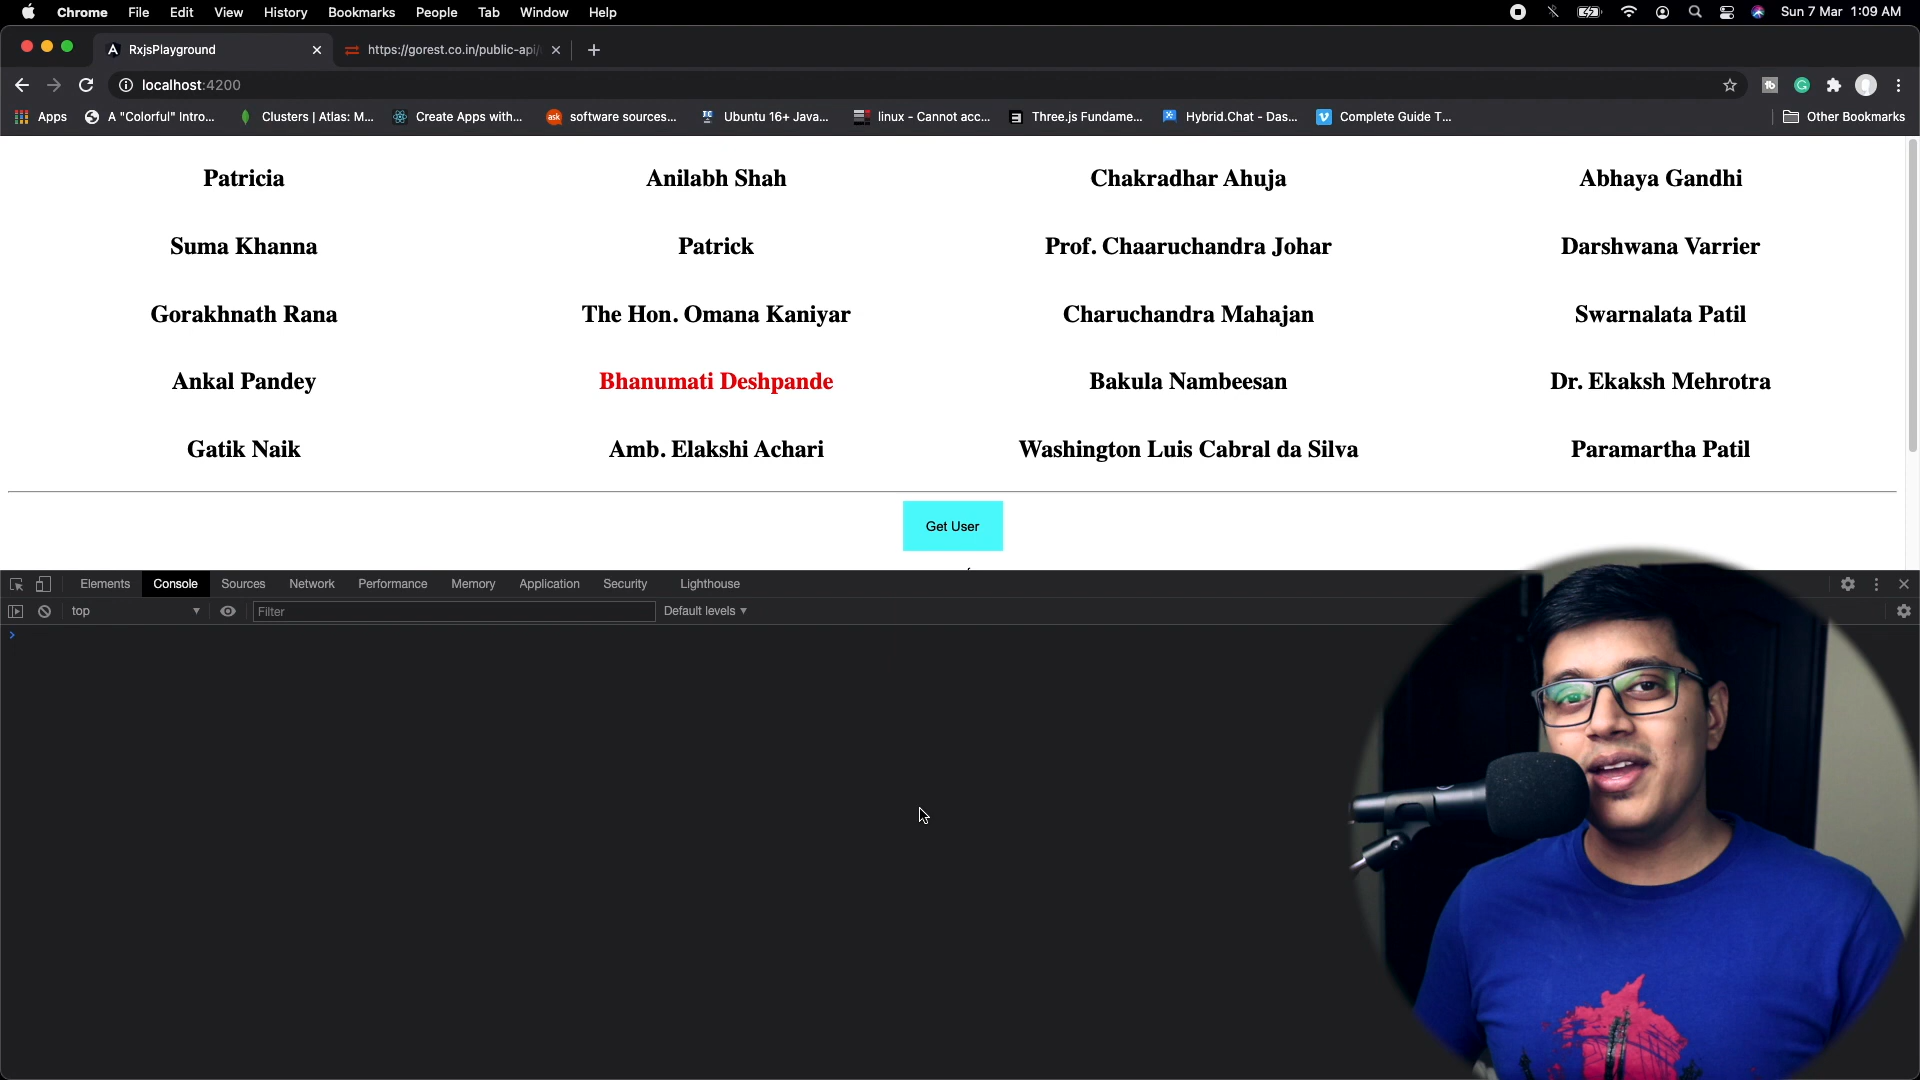 Chrome File Edit View History Bookmarks People Tab Window Help Sun 7 Mar 1:09 AM
RxjsPlayground https://gorest.co.in/public-api/
localhost:4200
Apps A "Colorful" Intro... Clusters | Atlas: M... Create Apps with... software sources... Ubuntu 16+ Java... linux - Cannot acc... Three.js Fundame... Hybrid.Chat - Das... Complete Guide T... Other Bookmarks
Patricia Anilabh Shah Chakradhar Ahuja Abhaya Gandhi
Suma Khanna Patrick Prof. Chaaruchandra Johar Darshwana Varrier
Gorakhnath Rana The Hon. Omana Kaniyar Charuchandra Mahajan Swarnalata Patil
Ankal Pandey Bhanumati Deshpande Bakula Nambeesan Dr. Ekaksh Mehrotra
Gatik Naik Amb. Elakshi Achari Washington Luis Cabral da Silva Paramartha Patil
Get User
Elements Console Sources Network Performance Memory Application Security Lighthouse
top Filter Default levels